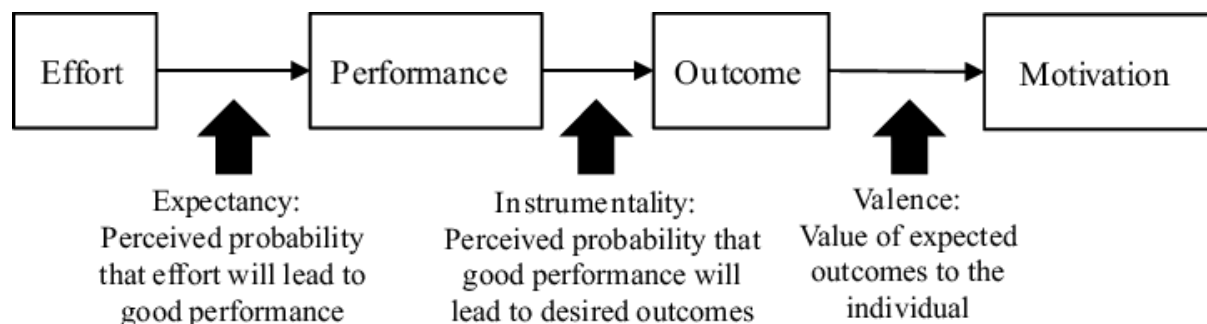 Effort
Performance
Outcome
Motivation
Expectancy:
Perceived probability
that effort will lead to
good performance
Instrumentality:
Perceived probability that
good performance will
lead to desired outcomes
Valence:
Value of expected
outcomes to the
individual